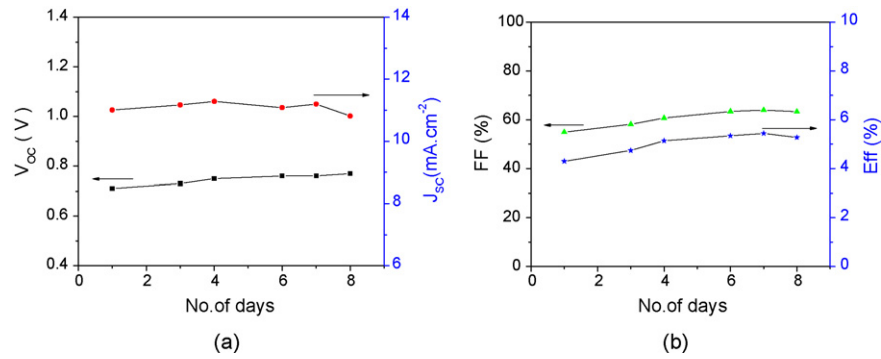 1.4
1.2
1.0
0.8
0.6
0.4
V_OC ( V )
0 2 4 6 8
No.of days
14
12
11
9
8
6
J_SC(mA.cm^-2)
(a)
100
80
60
40
20
0
FF (%)
0 2 4 6 8
No.of days
10
8
6
4
2
0
Eff (%)
(b)